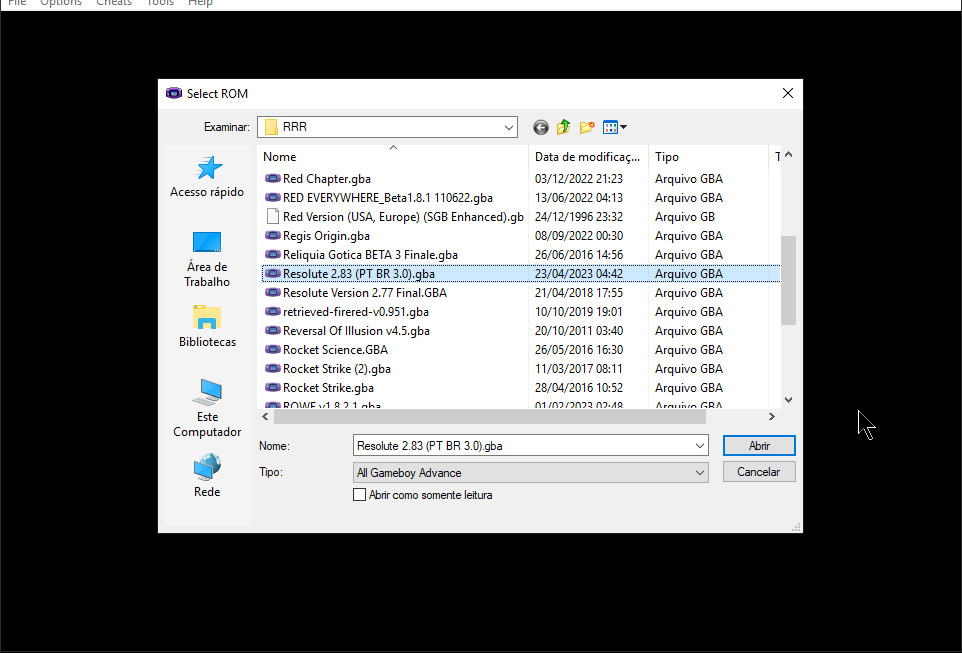 File Options Cheats Tools Help
Select ROM
Examinar: RRR
Acesso rápido
Área de
Trabalho
Bibliotecas
Este
Computador
Rede
Nome Data de modificaç... Tipo T
Red Chapter.gba 03/12/2022 21:23 Arquivo GBA
RED EVERYWHERE_Beta1.8.1 110622.gba 13/06/2022 04:13 Arquivo GBA
Red Version (USA, Europe) (SGB Enhanced).gb 24/12/1996 23:32 Arquivo GB
Regis Origin.gba 08/09/2022 00:30 Arquivo GBA
Reliquia Gotica BETA 3 Finale.gba 26/06/2016 14:56 Arquivo GBA
Resolute 2.83 (PT BR 3.0).gba 23/04/2023 04:42 Arquivo GBA
Resolute Version 2.77 Final.GBA 21/04/2018 17:55 Arquivo GBA
retrieved-firered-v0.951.gba 10/10/2019 19:01 Arquivo GBA
Reversal Of Illusion v4.5.gba 20/10/2011 03:40 Arquivo GBA
Rocket Science.GBA 26/05/2016 16:30 Arquivo GBA
Rocket Strike (2).gba 11/03/2017 08:11 Arquivo GBA
Rocket Strike.gba 28/04/2016 10:52 Arquivo GBA
ROWE v1.8.2.1.gba 01/02/2023 02:48 Arquivo GBA
Nome: Resolute 2.83 (PT BR 3.0).gba Abrir
Tipo: All Gameboy Advance Cancelar
Abrir como somente leitura